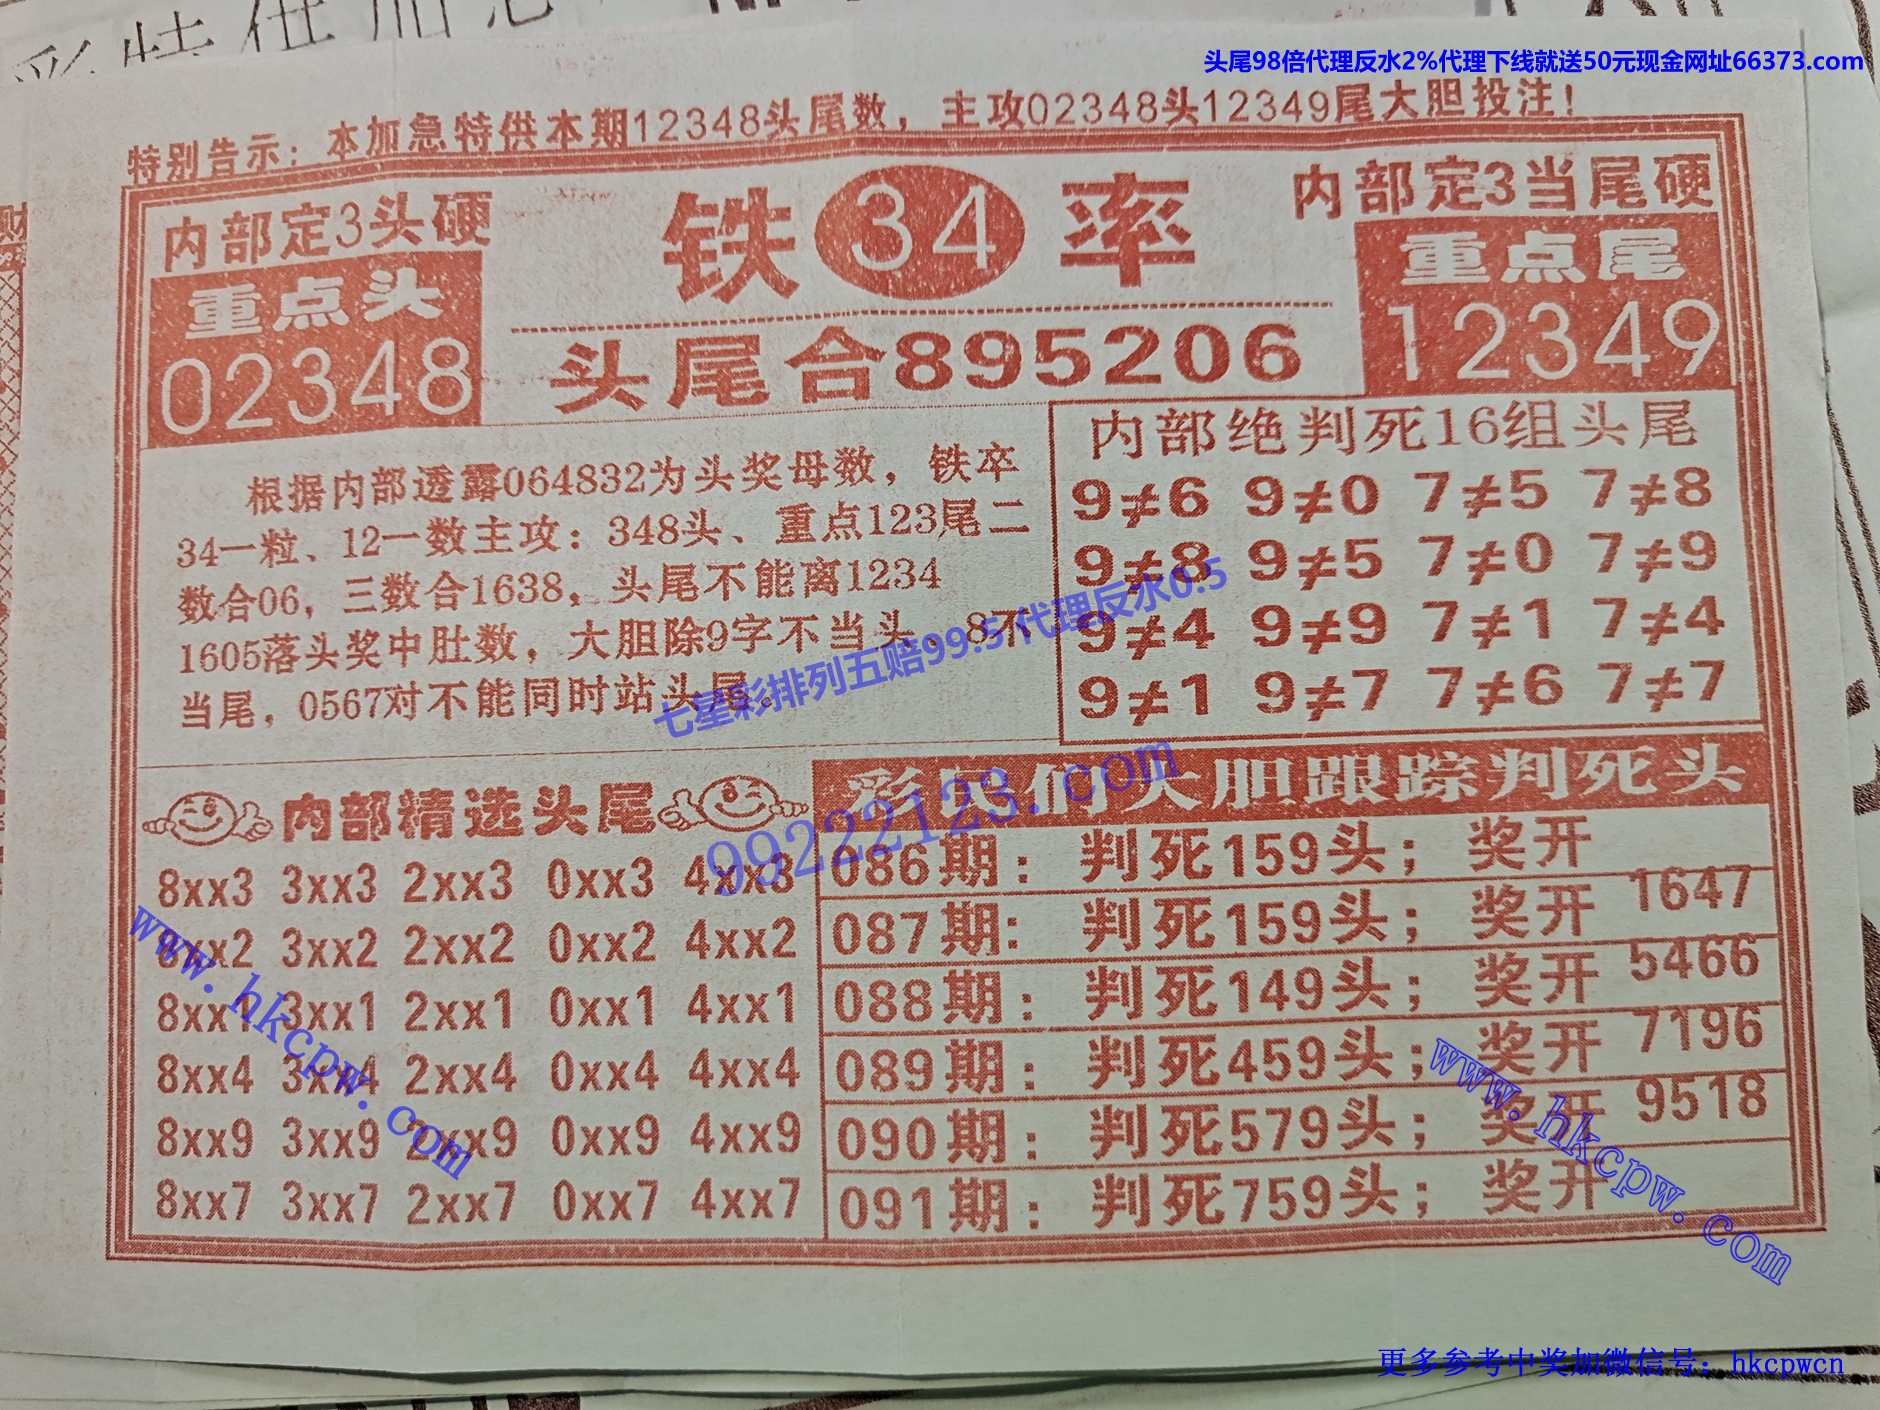 头尾98倍代理反水2%代理下线就送50元现金网址66373.com
特别告示：本加急特供本期12348头尾数，主攻02348头12349尾大胆投注！
内部定3头硬
重点头
02348
铁 34 率
头尾合895206
内部定3当尾硬
重点尾
12349
根据内部透露064832为头奖母数，铁卒
34一粒、12一数主攻：348头、重点123尾二
数合06，三数合1638，头尾不能离1234
1605落头奖中肚数，大胆除9字不当头、8不
当尾，0567对不能同时站头尾。
内部绝判死16组头尾
9≠6 9≠0 7≠5 7≠8
9≠8 9≠5 7≠0 7≠9
9≠4 9≠9 7≠1 7≠4
9≠1 9≠7 7≠6 7≠7
七星彩排列五赔99.5 代理反水0.5
99222123.com
内部精选头尾
8xx3 3xx3 2xx3 0xx3 4xx3
8xx2 3xx2 2xx2 0xx2 4xx2
8xx1 3xx1 2xx1 0xx1 4xx1
8xx4 3xx4 2xx4 0xx4 4xx4
8xx9 3xx9 2xx9 0xx9 4xx9
8xx7 3xx7 2xx7 0xx7 4xx7
www.hkcpw.com
彩民们大胆跟踪判死头
086期：判死159头；奖开 1647
087期：判死159头；奖开 5466
088期：判死149头；奖开 7196
089期：判死459头；奖开 9518
090期：判死579头；奖开
091期：判死759头；奖开
www.hkcpw.com
更多参考中奖加微信号：hkcpwcn